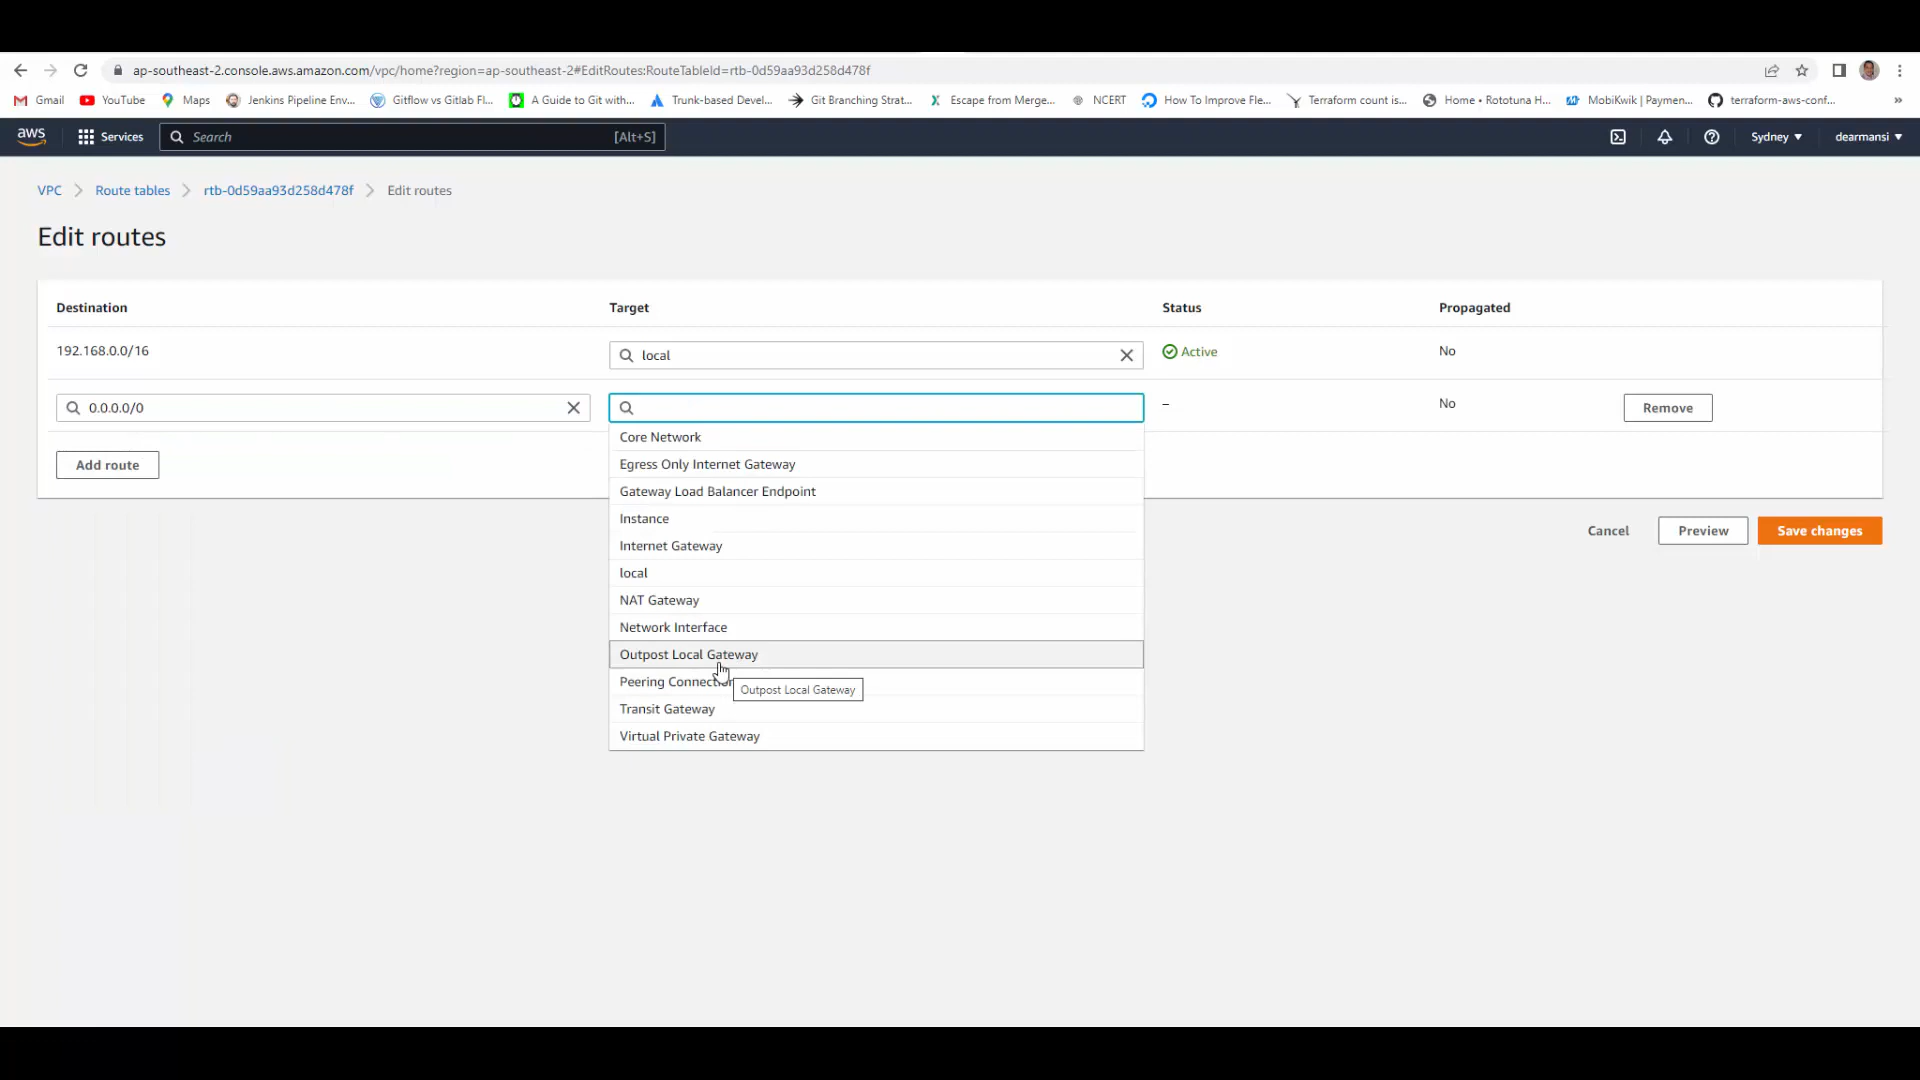 ap-southeast-2.console.aws.amazon.com/vpc/home?region=ap-southeast-2#EditRoutes:RouteTableId=rtb-0d59aa93d258d478f
Gmail YouTube Maps Jenkins Pipeline Env... Gitflow vs Gitlab Fl... A Guide to Git with... Trunk-based Devel... Git Branching Strat... Escape from Merge... NCERT How To Improve Fle... Terraform count is... Home • Rototuna H... MobiKwik | Paymen... terraform-aws-conf... »
aws Services Search [Alt+S] Sydney dearmansi
VPC Route tables rtb-0d59aa93d258d478f Edit routes
Edit routes
Destination Target Status Propagated
192.168.0.0/16 local Active No
0.0.0.0/0 – No Remove
Core Network
Add route
Egress Only Internet Gateway
Gateway Load Balancer Endpoint
Instance
Cancel Preview Save changes
Internet Gateway
local
NAT Gateway
Network Interface
Outpost Local Gateway
Peering Connection
Outpost Local Gateway
Transit Gateway
Virtual Private Gateway